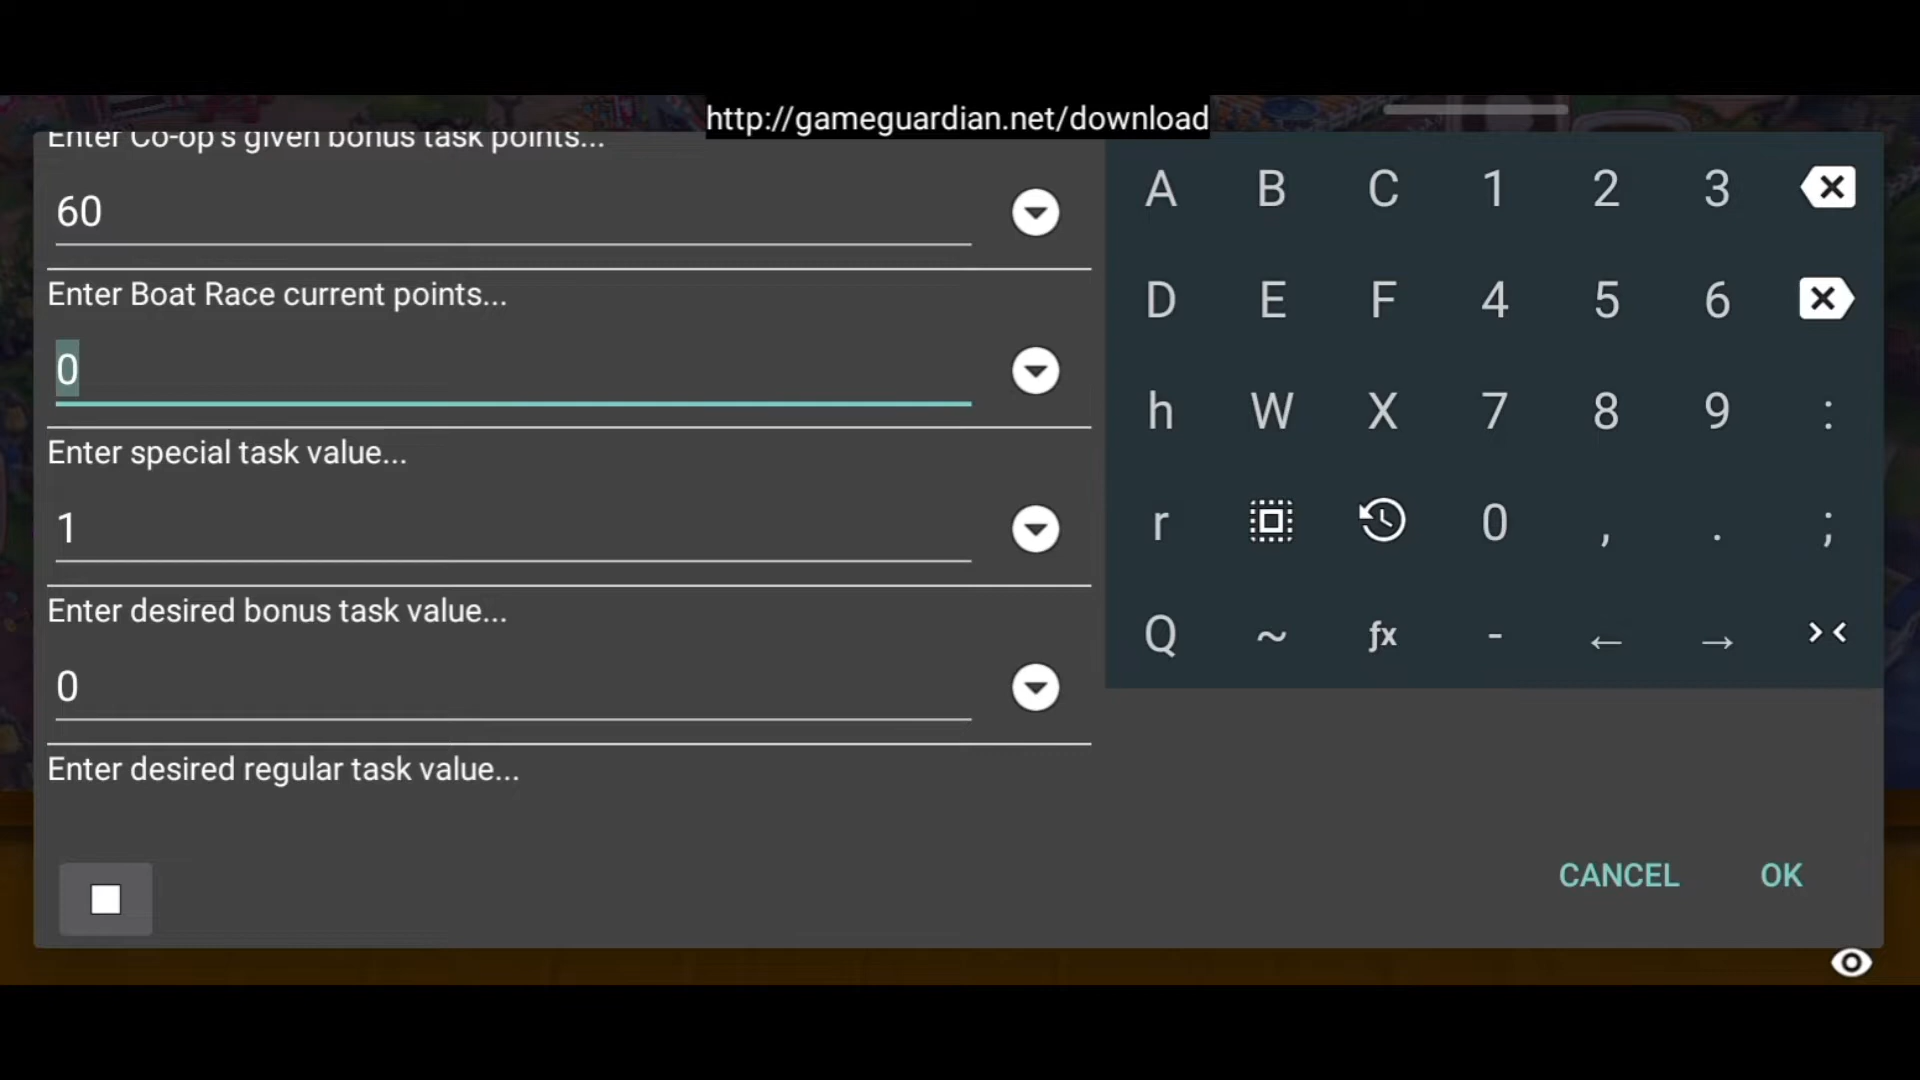 http://gameguardian.net/download
Enter Co-op's given bonus task points...
60
Enter Boat Race current points...
0
Enter special task value...
1
Enter desired bonus task value...
0
Enter desired regular task value...
A B C 1 2 3
D E F 4 5 6
h W X 7 8 9 :
r 0 , . ;
Q ~ ƒx - ← → > <
CANCEL OK